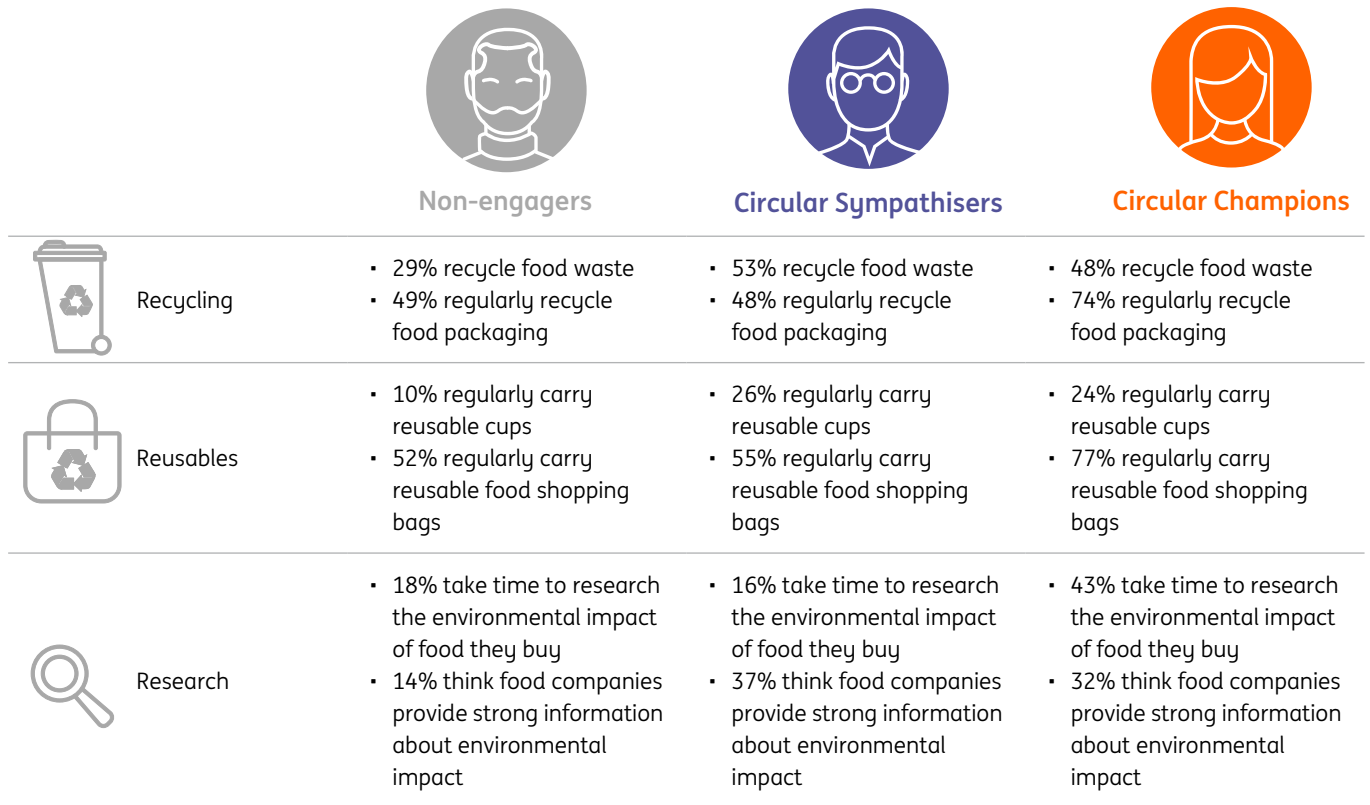 Non-engagers
Circular Sympathisers
Circular Champions
Recycling
▪ 29% recycle food waste
▪ 49% regularly recycle
food packaging
▪ 53% recycle food waste
▪ 48% regularly recycle
food packaging
▪ 48% recycle food waste
▪ 74% regularly recycle
food packaging
Reusables
▪ 10% regularly carry
reusable cups
▪ 52% regularly carry
reusable food shopping
bags
▪ 26% regularly carry
reusable cups
▪ 55% regularly carry
reusable food shopping
bags
▪ 24% regularly carry
reusable cups
▪ 77% regularly carry
reusable food shopping
bags
Research
▪ 18% take time to research
the environmental impact
of food they buy
▪ 14% think food companies
provide strong information
about environmental
impact
▪ 16% take time to research
the environmental impact
of food they buy
▪ 37% think food companies
provide strong information
about environmental
impact
▪ 43% take time to research
the environmental impact
of food they buy
▪ 32% think food companies
provide strong information
about environmental
impact